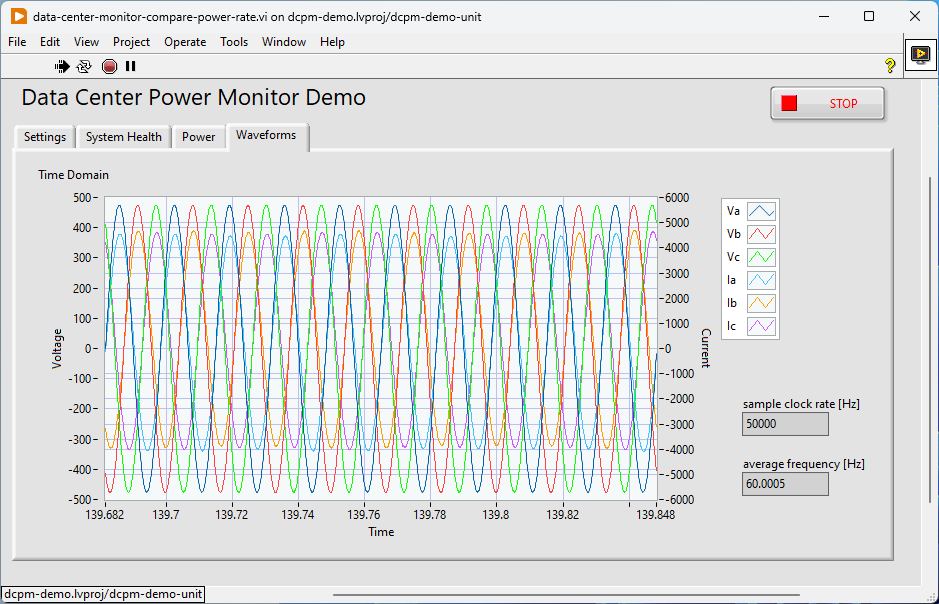 data-center-monitor-compare-power-rate.vi on dcpm-demo.lvproj/dcpm-demo-unit
File Edit View Project Operate Tools Window Help
Data Center Power Monitor Demo
STOP
Settings System Health Power Waveforms
Time Domain
Voltage
500
400
300
200
100
0
-100
-200
-300
-400
-500
6000
5000
4000
3000
2000
1000
0
-1000
-2000
-3000
-4000
-5000
-6000
Current
139.682 139.7 139.72 139.74 139.76 139.78 139.8 139.82 139.848
Time
Va
Vb
Vc
Ia
Ib
Ic
sample clock rate [Hz]
50000
average frequency [Hz]
60.0005
dcpm-demo.lvproj/dcpm-demo-unit